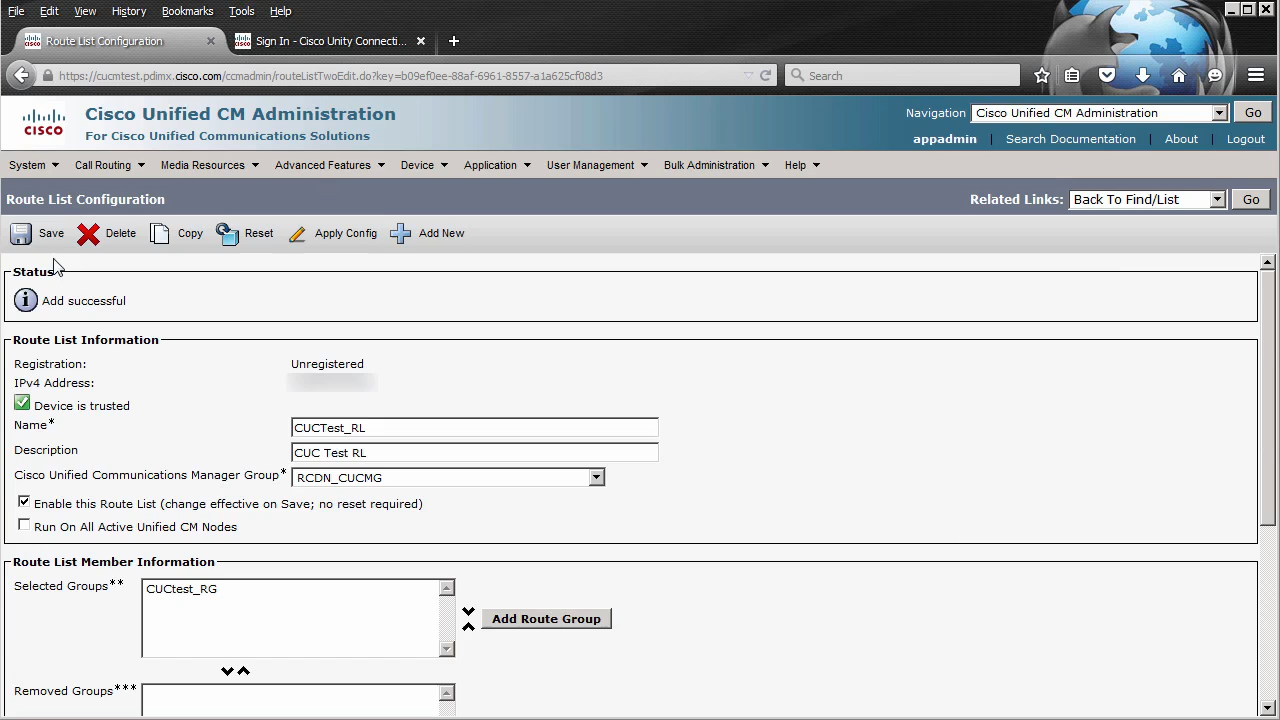 File Edit View History Bookmarks Tools Help
Route List Configuration
Sign In - Cisco Unity Connecti...
https://cucmtest.pdimx.cisco.com/ccmadmin/routeListTwoEdit.do?key=b09ef0ee-88af-6961-8557-a1a625cf08d3
Search
cisco
Cisco Unified CM Administration
For Cisco Unified Communications Solutions
Navigation Cisco Unified CM Administration Go
appadmin | Search Documentation | About | Logout
System Call Routing Media Resources Advanced Features Device Application User Management Bulk Administration Help
Route List Configuration
Related Links: Back To Find/List Go
Save Delete Copy Reset Apply Config Add New
Status
Add successful
Route List Information
Registration: Unregistered
IPv4 Address:
Device is trusted
Name* CUCTest_RL
Description CUC Test RL
Cisco Unified Communications Manager Group* RCDN_CUCMG
Enable this Route List (change effective on Save; no reset required)
Run On All Active Unified CM Nodes
Route List Member Information
Selected Groups** CUCtest_RG
Add Route Group
Removed Groups***